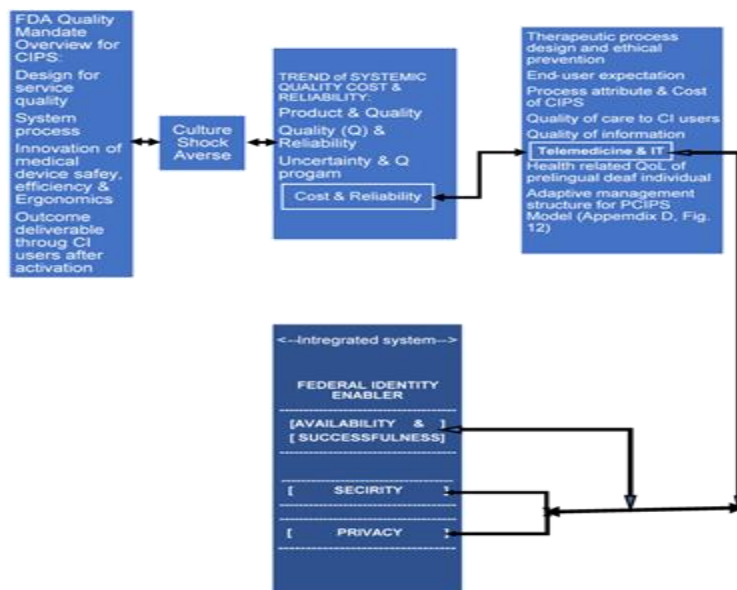 FDA Quality
Mandate
Overview for
CIPS:
Design for
service
quality
System
process
Innovation of
medical
device safey,
efficiency &
Ergonomics
Outcome
deliverable
throug CI
users after
activation
Culture
Shock
Averse
TREND of SYSTEMIC
QUALITY COST &
RELIABILITY:
Product & Quality
Quality (Q) &
Reliability
Uncertainty & Q
progam
Cost & Reliability
Therapeutic process
design and ethical
prevention
End-user expectation
Process attribute & Cost
of CIPS
Quality of care to CI users
Quality of information
Telemedicine & IT
Health related QoL of
prelingual deaf individual
Adaptive management
structure for PCIPS
Model (Appemdix D, Fig.
12)
<--Intregrated system-->
FEDERAL IDENTITY
ENABLER
[AVAILABILITY & ]
[ SUCCESSFULNESS]
[ SECIRITY ]
[ PRIVACY ]